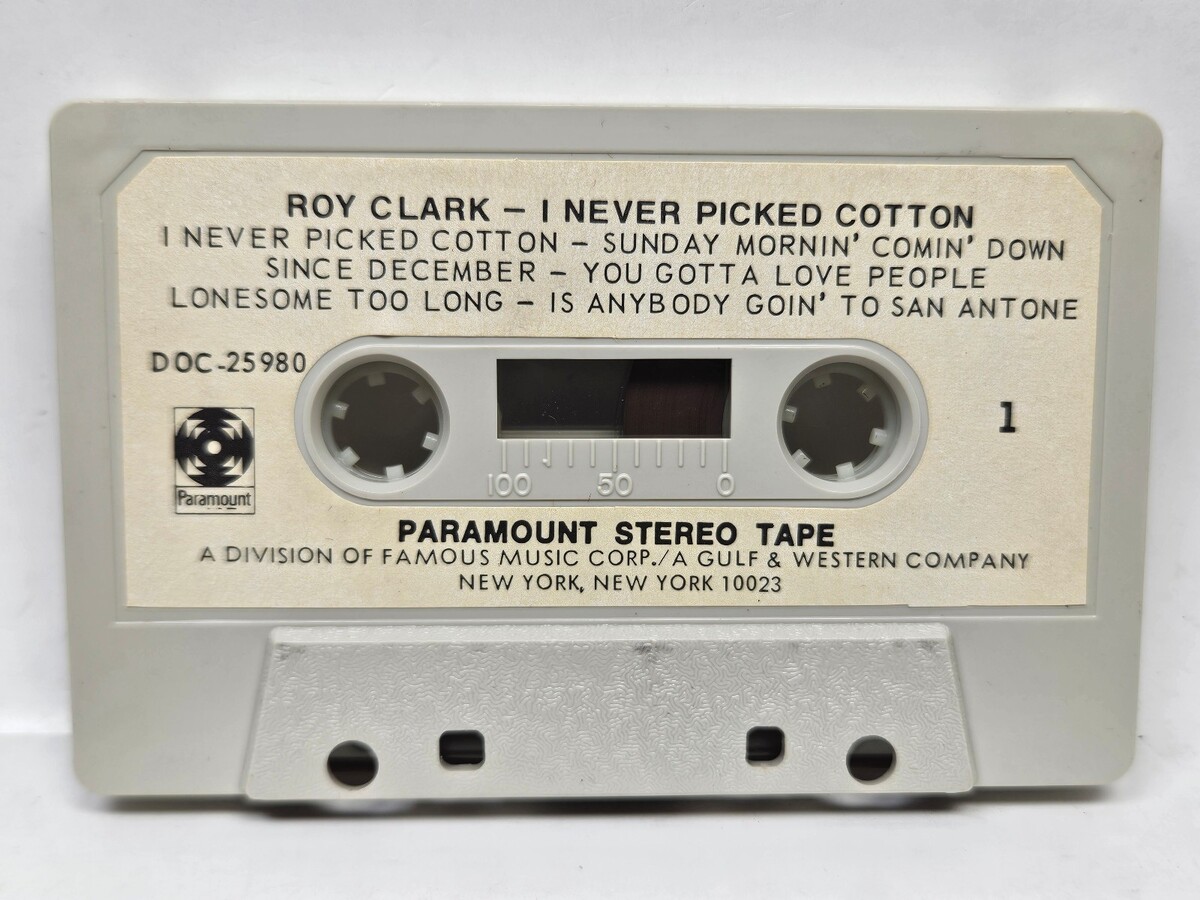 ROY CLARK – I NEVER PICKED COTTON
I NEVER PICKED COTTON – SUNDAY MORNIN' COMIN' DOWN
SINCE DECEMBER – YOU GOTTA LOVE PEOPLE
LONESOME TOO LONG – IS ANYBODY GOIN' TO SAN ANTONE
DOC-25980
1
Paramount
100 50 0
PARAMOUNT STEREO TAPE
A DIVISION OF FAMOUS MUSIC CORP./A GULF & WESTERN COMPANY
NEW YORK, NEW YORK 10023